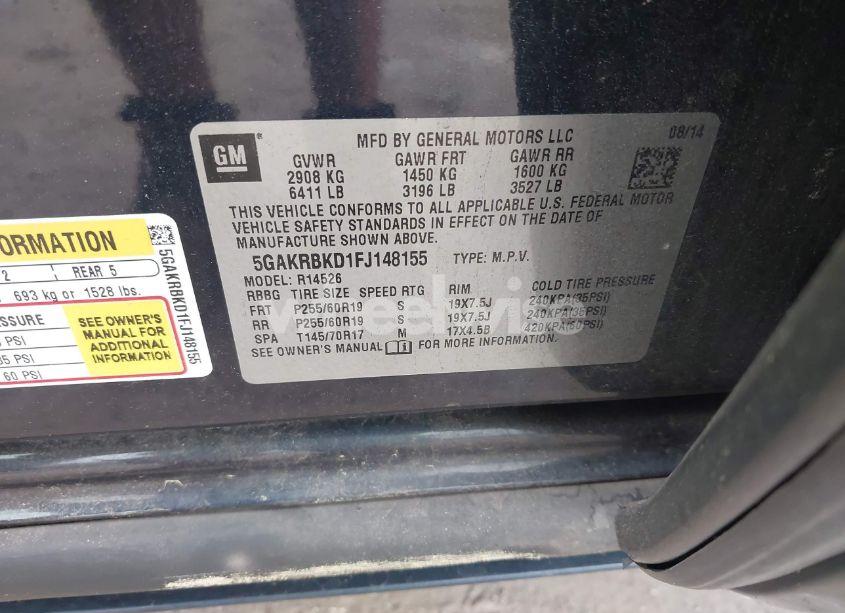 GM
MFD BY GENERAL MOTORS LLC 08/14
GVWR GAWR FRT GAWR RR
2908 KG 1450 KG 1600 KG
6411 LB 3196 LB 3527 LB
THIS VEHICLE CONFORMS TO ALL APPLICABLE U.S. FEDERAL MOTOR
VEHICLE SAFETY STANDARDS IN EFFECT ON THE DATE OF
MANUFACTURE SHOWN ABOVE.
5GAKRBKD1FJ148155 TYPE: M.P.V.
MODEL: R14526
RBBG TIRE SIZE SPEED RTG RIM COLD TIRE PRESSURE
FRT P255/60R19 S 19X7.5J 240KPA(35PSI)
RR P255/60R19 S 19X7.5J 240KPA(35PSI)
SPA T145/70R17 M 17X4.5B 420KPA(60PSI)
SEE OWNER'S MANUAL FOR MORE INFORMATION.
ORMATION
2 REAR 5
693 kg or 1528 lbs.
SSURE
PSI
35 PSI
60 PSI
SEE OWNER'S
MANUAL FOR
ADDITIONAL
INFORMATION
5GAKRBKD1FJ148155